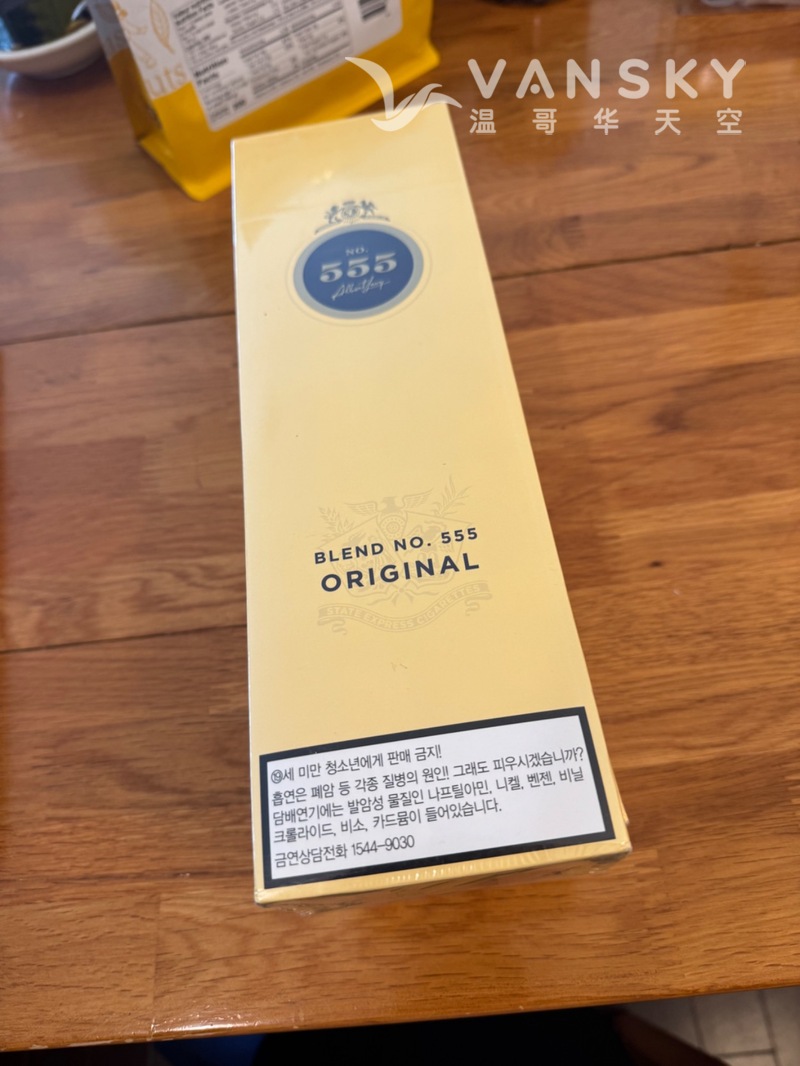 VANSKY
温哥华天空
NO.
555
BLEND NO. 555
ORIGINAL
STATE EXPRESS CIGARETTES
⑲세 미만 청소년에게 판매 금지!
흡연은 폐암 등 각종 질병의 원인! 그래도 피우시겠습니까?
담배연기에는 발암성 물질인 나프틸아민, 니켈, 벤젠, 비닐
크롤라이드, 비소, 카드뮴이 들어있습니다.
금연상담전화 1544-9030